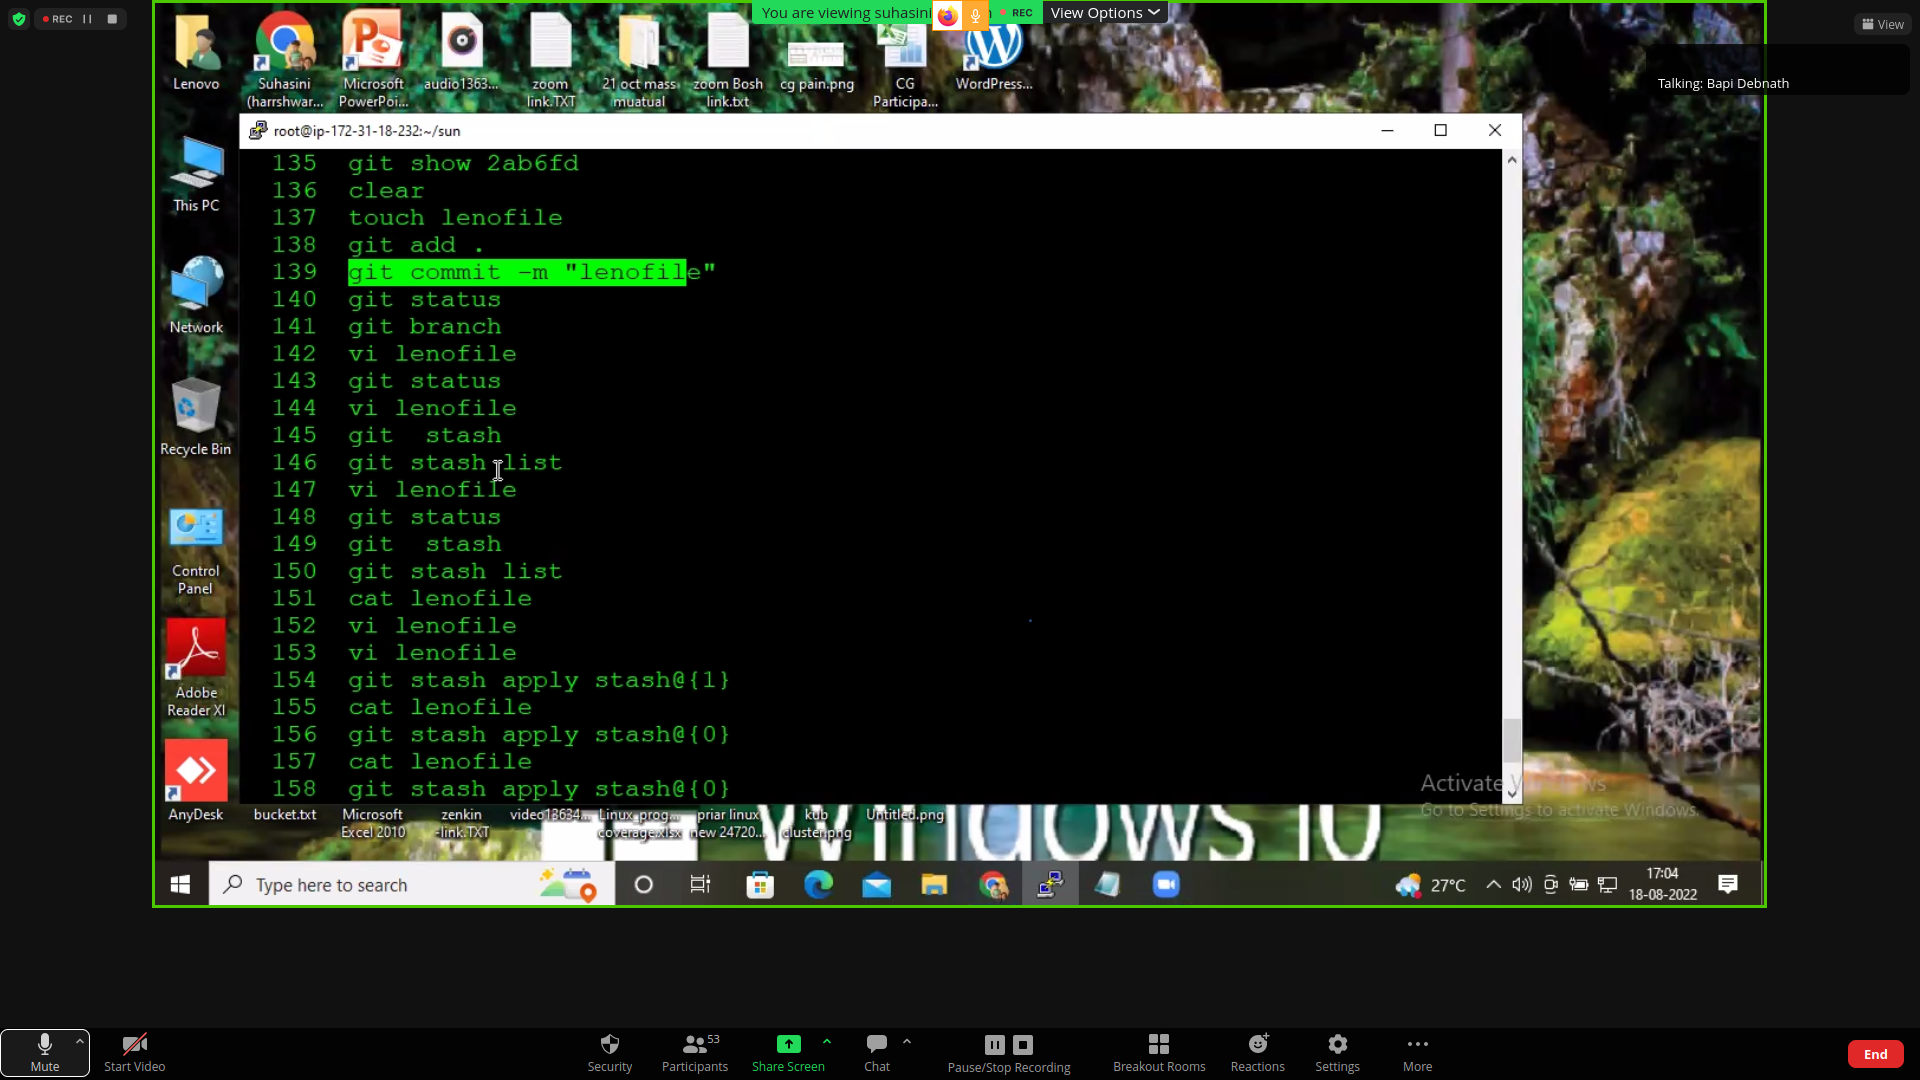 REC
You are viewing suhasini
REC
View Options
View
Talking: Bapi Debnath
Lenovo
Suhasini
(harrshwar...
Microsoft
PowerPoi...
audio1363...
zoom
link.TXT
21 oct mass
muatual
zoom Bosh
link.txt
cg pain.png
CG
Participa...
WordPress...
This PC
Network
Recycle Bin
Control
Panel
Adobe
Reader XI
AnyDesk
root@ip-172-31-18-232:~/sun
135 git show 2ab6fd
136 clear
137 touch lenofile
138 git add .
139 git commit -m "lenofile"
140 git status
141 git branch
142 vi lenofile
143 git status
144 vi lenofile
145 git  stash
146 git stash list
147 vi lenofile
148 git status
149 git  stash
150 git stash list
151 cat lenofile
152 vi lenofile
153 vi lenofile
154 git stash apply stash@{1}
155 cat lenofile
156 git stash apply stash@{0}
157 cat lenofile
158 git stash apply stash@{0}
Activate Windows
Go to Settings to activate Windows.
bucket.txt
Microsoft
Excel 2010
zenkin
-link.TXT
video13634...
Linux_prog...
coverage.xlsx
priar linux
new 24720...
kub
cluster.png
Untitled.png
Windows 10
Type here to search
27°C
17:04
18-08-2022
Mute
Start Video
Security
53
Participants
Share Screen
Chat
Pause/Stop Recording
Breakout Rooms
Reactions
Settings
More
End